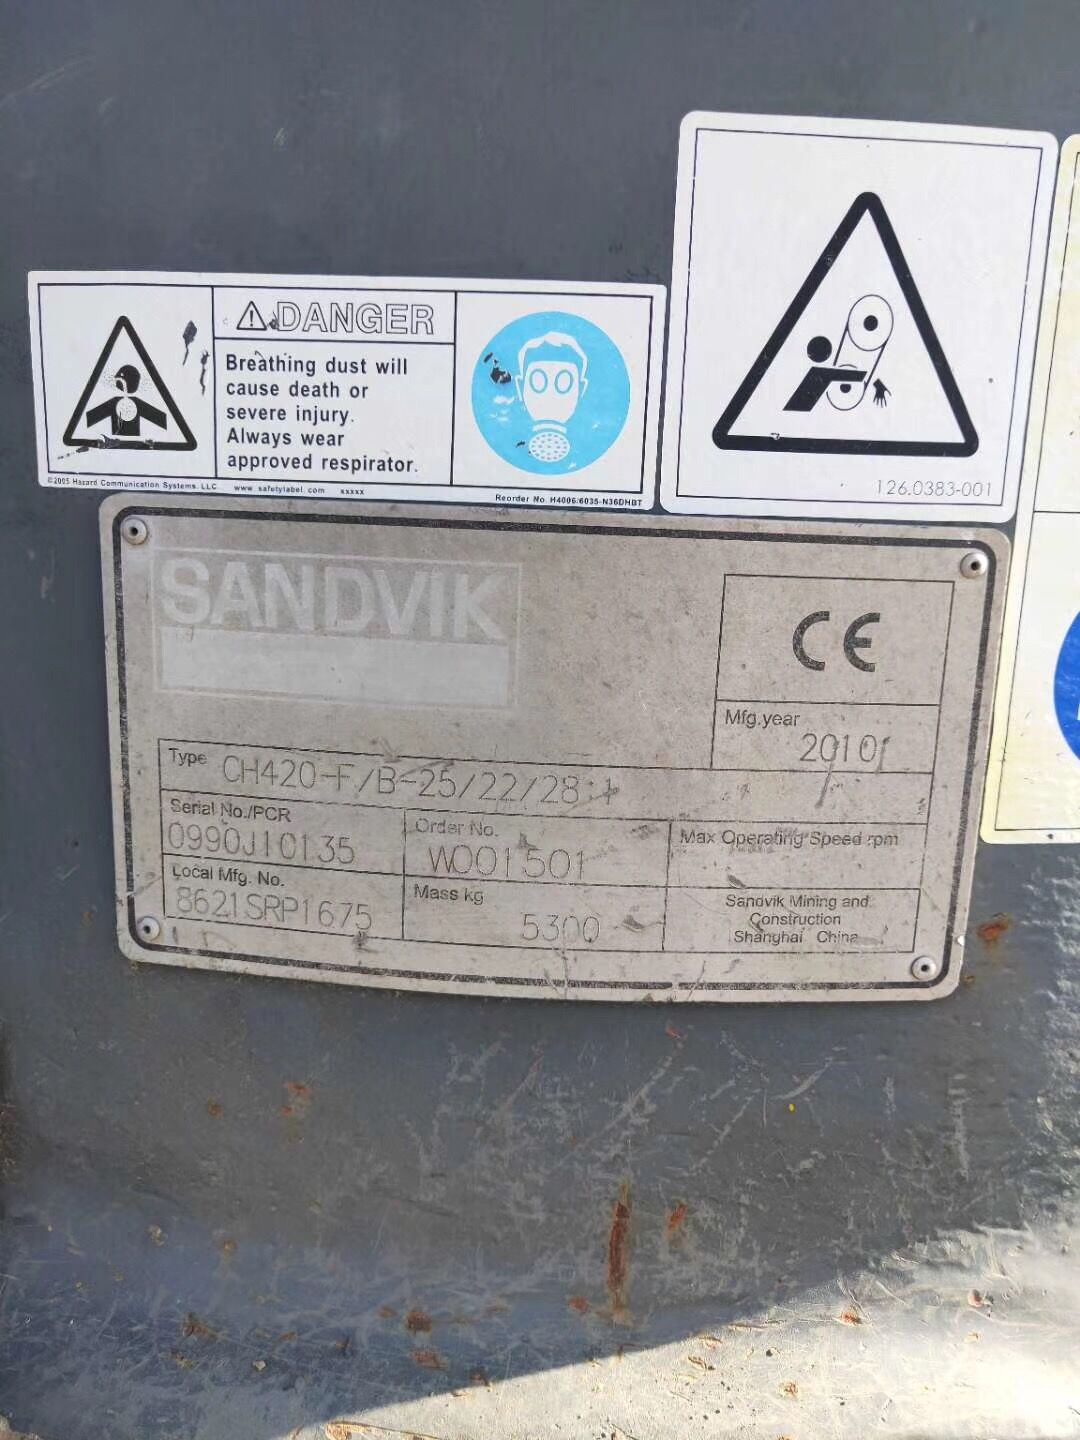 DANGER
Breathing dust will
cause death or
severe injury.
Always wear
approved respirator.
©2005 Hazard Communication Systems, LLC www.safetylabel.com xxxxx
Reorder No. H4006/6035-N36DHBT
126.0383-001
SANDVIK
CE
Mfg.year
2010
Type CH420-F/B-25/22/28:1
Serial No./PCR
0990J10135
Order No.
W001501
Max Operating Speed rpm
Local Mfg. No.
8621SRP1675
Mass kg
5300
Sandvik Mining and
Construction
Shanghai China